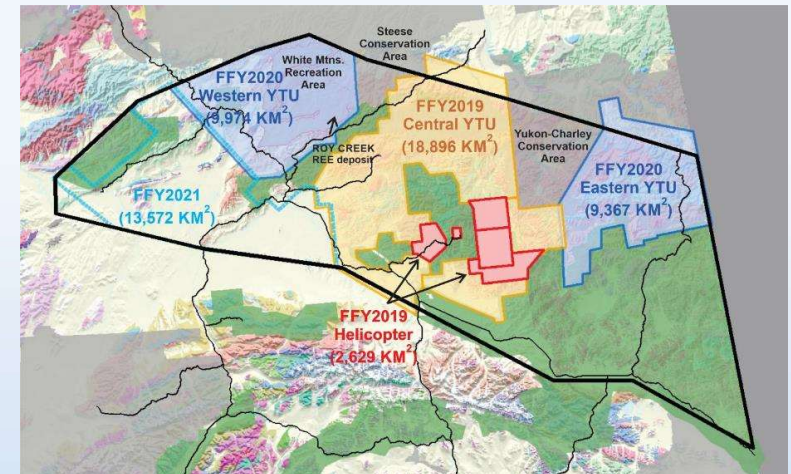 Steese
Conservation
Area
White Mtns.
Recreation
Area
FFY2020
Western YTU
(9,974 KM²)
ROY CREEK
REE deposit
FFY2019
Central YTU
(18,896 KM²)
Yukon-Charley
Conservation
Area
FFY2020
Eastern YTU
(9,367 KM²)
FFY2021
(13,572 KM²)
FFY2019
Helicopter
(2,629 KM²)